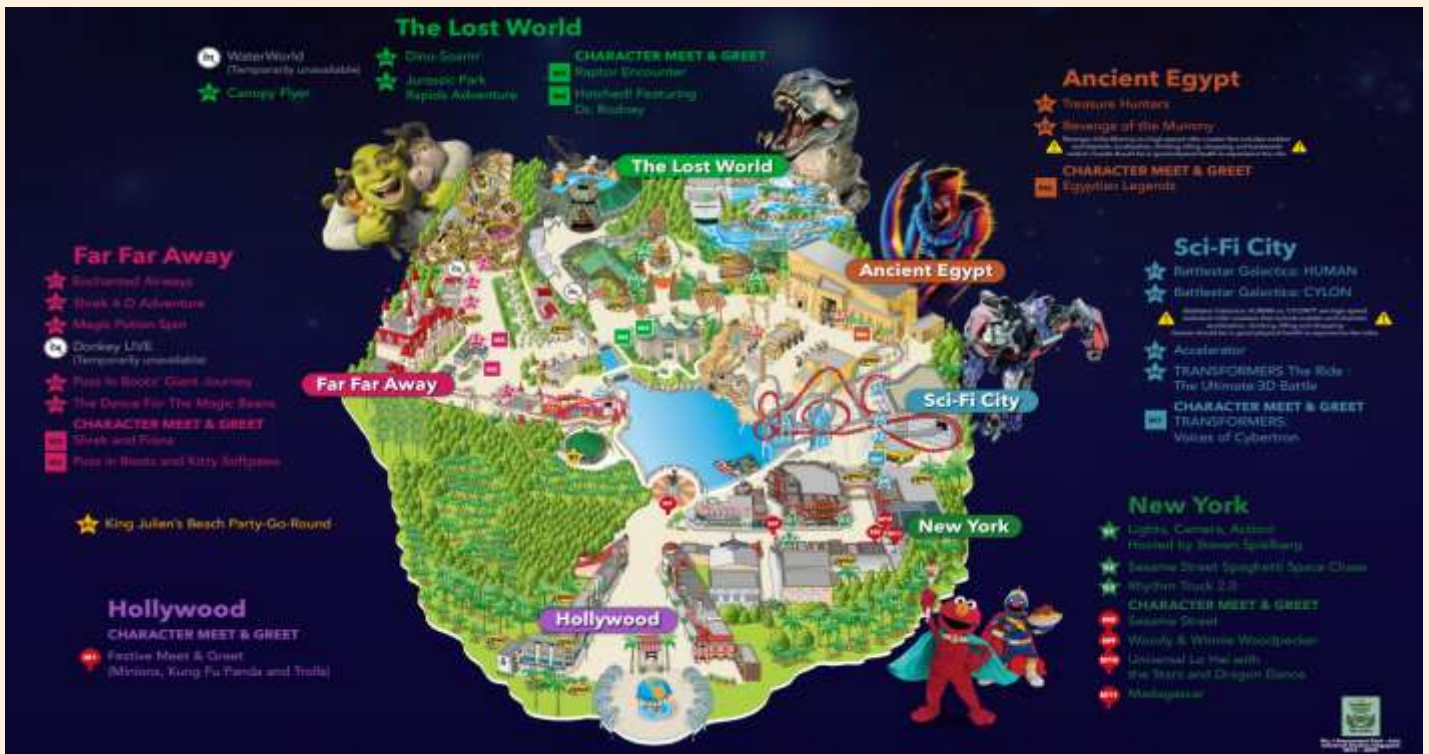 The Lost World
WaterWorld
(Temporarily unavailable)
Canopy Flyer
Dino-Soarin'
Jurassic Park
Rapids Adventure
CHARACTER MEET & GREET
Raptor Encounter
Hatched! Featuring
Dr. Rodney
Ancient Egypt
Treasure Hunters
Revenge of the Mummy
CHARACTER MEET & GREET
Egyptian Legends
Far Far Away
Enchanted Airways
Shrek 4-D Adventure
Magic Potion Spin
Donkey LIVE
(Temporarily unavailable)
Puss In Boots' Giant Journey
The Dance For The Magic Beans
CHARACTER MEET & GREET
Shrek and Fiona
Puss in Boots and Kitty Softpaws
King Julien's Beach Party-Go-Round
Hollywood
CHARACTER MEET & GREET
Festive Meet & Greet
(Minions, Kung Fu Panda and Trolls)
Sci-Fi City
Battlestar Galactica: HUMAN
Battlestar Galactica: CYLON
Accelerator
TRANSFORMERS The Ride :
The Ultimate 3D Battle
CHARACTER MEET & GREET
TRANSFORMERS:
Voices of Cybertron
New York
Lights, Camera, Action!
Hosted by Steven Spielberg
Sesame Street Spaghetti Space Chase
Rhythm Truck 2.0
CHARACTER MEET & GREET
Sesame Street
Woody & Winnie Woodpecker
Universal Lo Hei with
the Stars and Dragon Dance
Madagascar
The Lost World
Ancient Egypt
Far Far Away
Sci-Fi City
New York
Hollywood